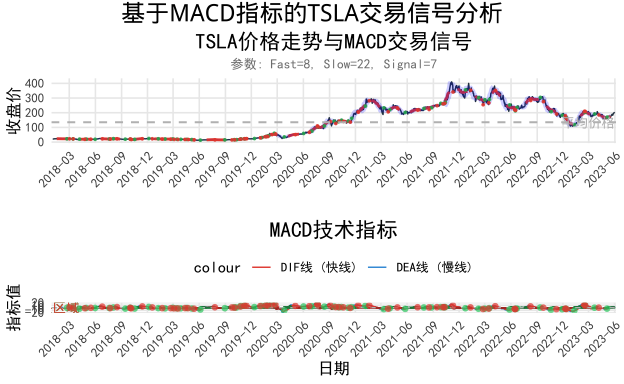 基于MACD指标的TSLA交易信号分析
TSLA价格走势与MACD交易信号
参数: Fast=8, Slow=22, Signal=7
收盘价
400
300
200
100
0
2018-03 2018-06 2018-09 2018-12 2019-03 2019-06 2019-09 2019-12 2020-03 2020-06 2020-09 2020-12 2021-03 2021-06 2021-09 2021-12 2022-03 2022-06 2022-09 2022-12 2023-03 2023-06
MACD技术指标
colour DIF线 (快线) DEA线 (慢线)
指标值
20
-20
2018-03 2018-06 2018-09 2018-12 2019-03 2019-06 2019-09 2019-12 2020-03 2020-06 2020-09 2020-12 2021-03 2021-06 2021-09 2021-12 2022-03 2022-06 2022-09 2022-12 2023-03 2023-06
日期